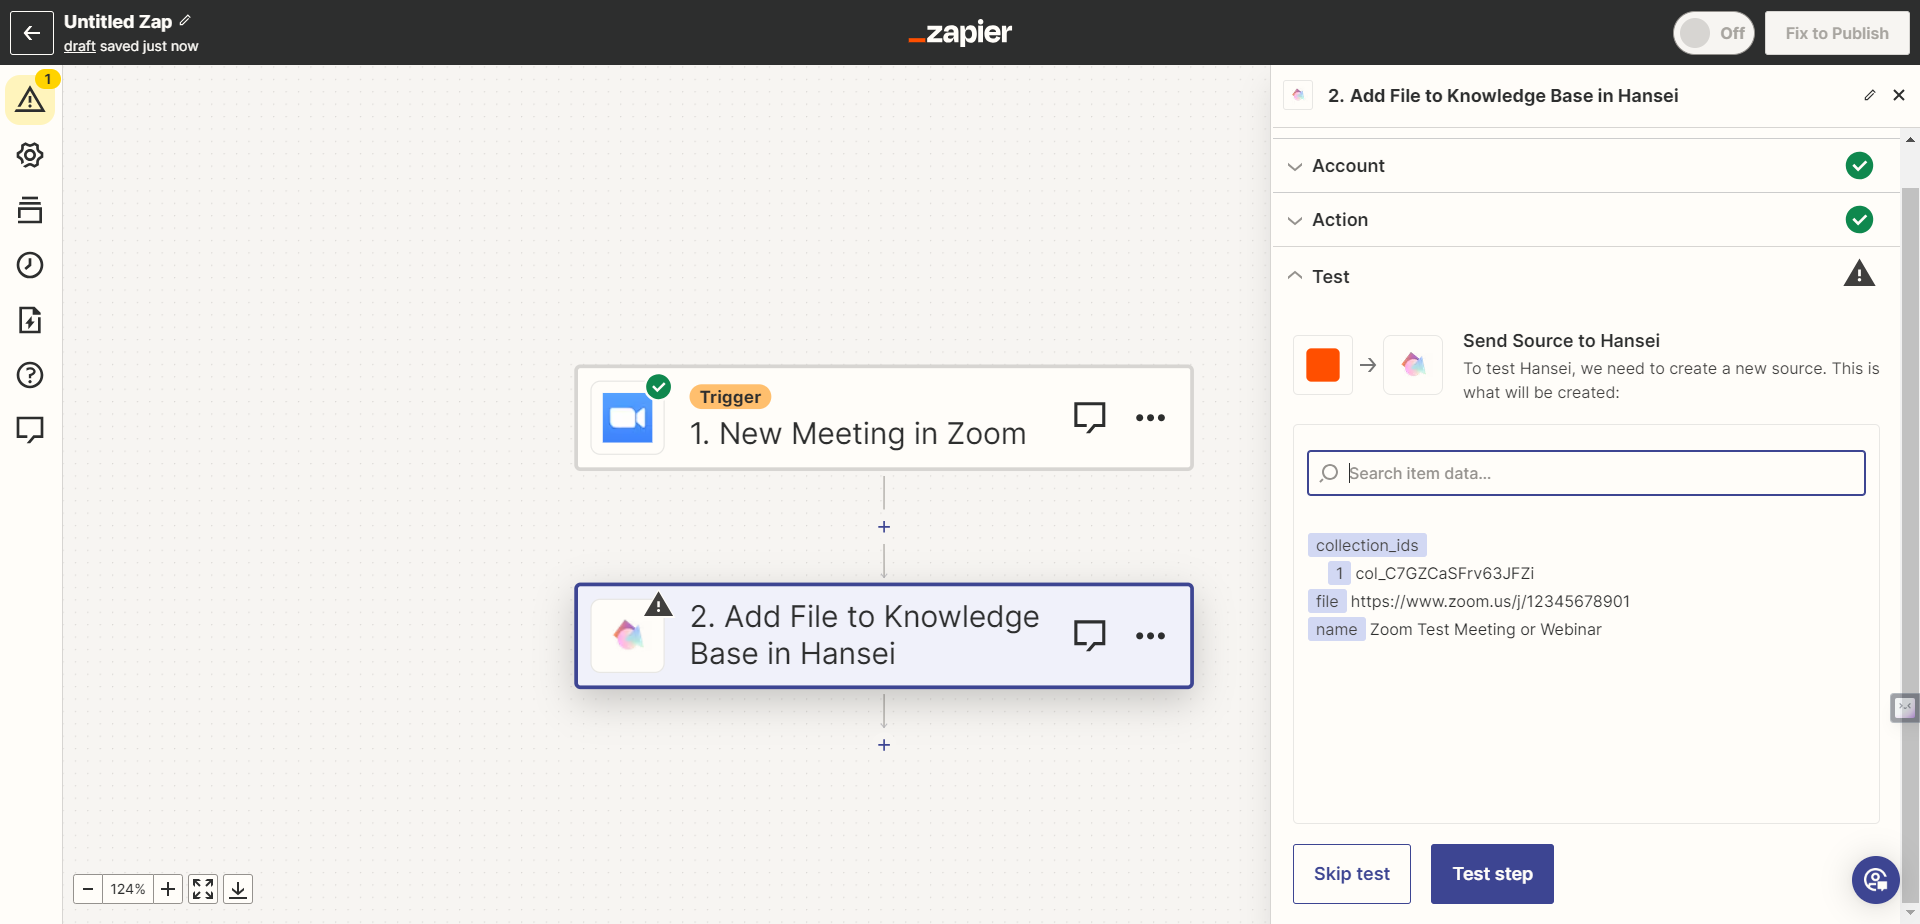 Untitled Zap
draft saved just now
zapier
Off
Fix to Publish
1
2. Add File to Knowledge Base in Hansei
Account
Action
Test
Send Source to Hansei
To test Hansei, we need to create a new source. This is
what will be created:
Search item data...
collection_ids
1 col_C7GZCaSFrv63JFZi
file https://www.zoom.us/j/12345678901
name Zoom Test Meeting or Webinar
Skip test
Test step
Trigger
1. New Meeting in Zoom
2. Add File to Knowledge
Base in Hansei
124%